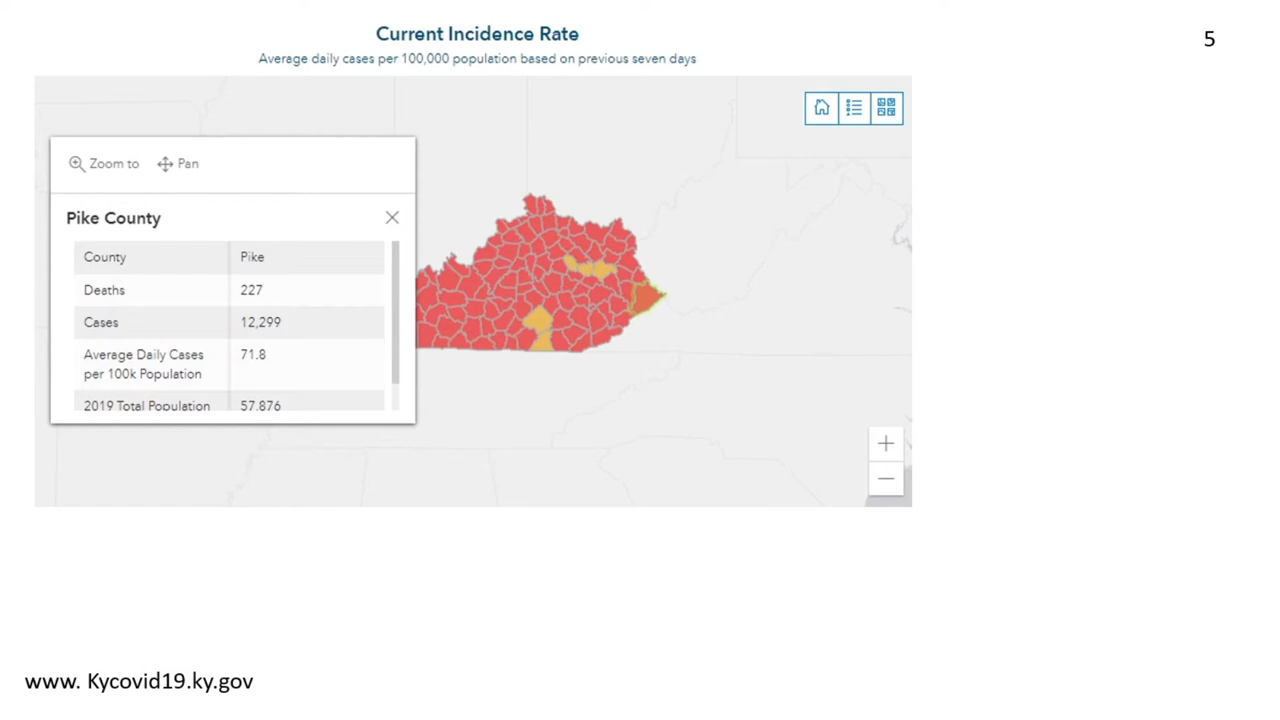 Current Incidence Rate
5
Average daily cases per 100,000 population based on previous seven days
Zoom to Pan
Pike County
County Pike
Deaths 227
Cases 12,299
Average Daily Cases per 100k Population 71.8
2019 Total Population 57,876
www. Kycovid19.ky.gov